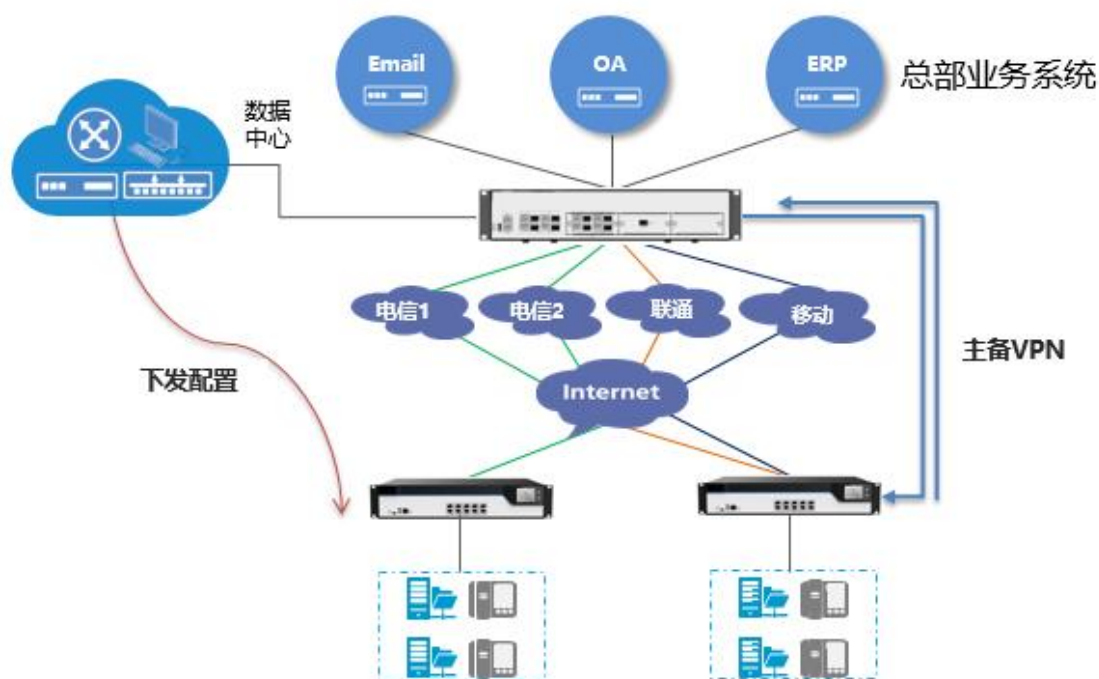 Email
OA
ERP
总部业务系统
数据
中心
电信1
电信2
联通
移动
主备VPN
下发配置
Internet